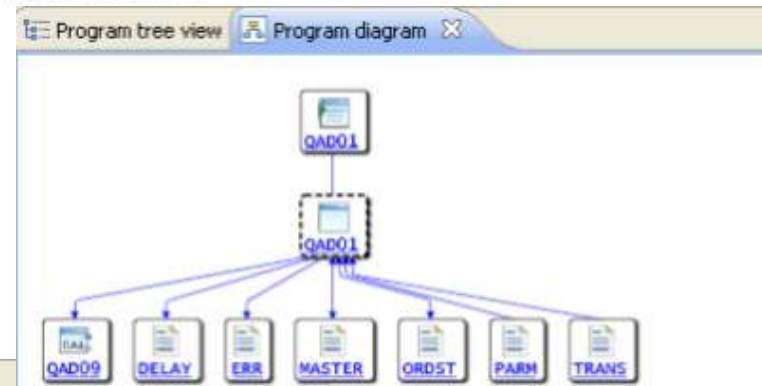 Program tree view Program diagram
QAD01
QAD01
QAD09 DELAY ERR MASTER ORDST PARM TRANS